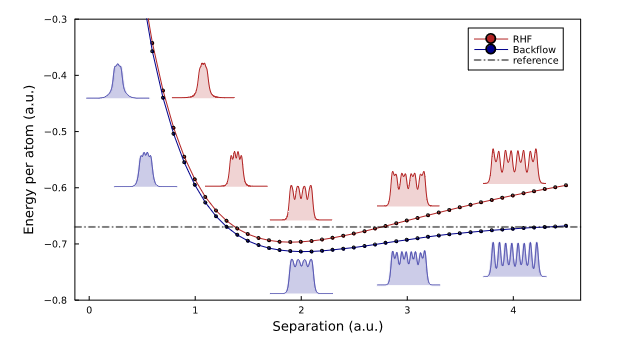 −0.3
−0.4
−0.5
−0.6
−0.7
−0.8
Energy per atom (a.u.)
RHF
Backflow
reference
0
1
2
3
4
Separation (a.u.)